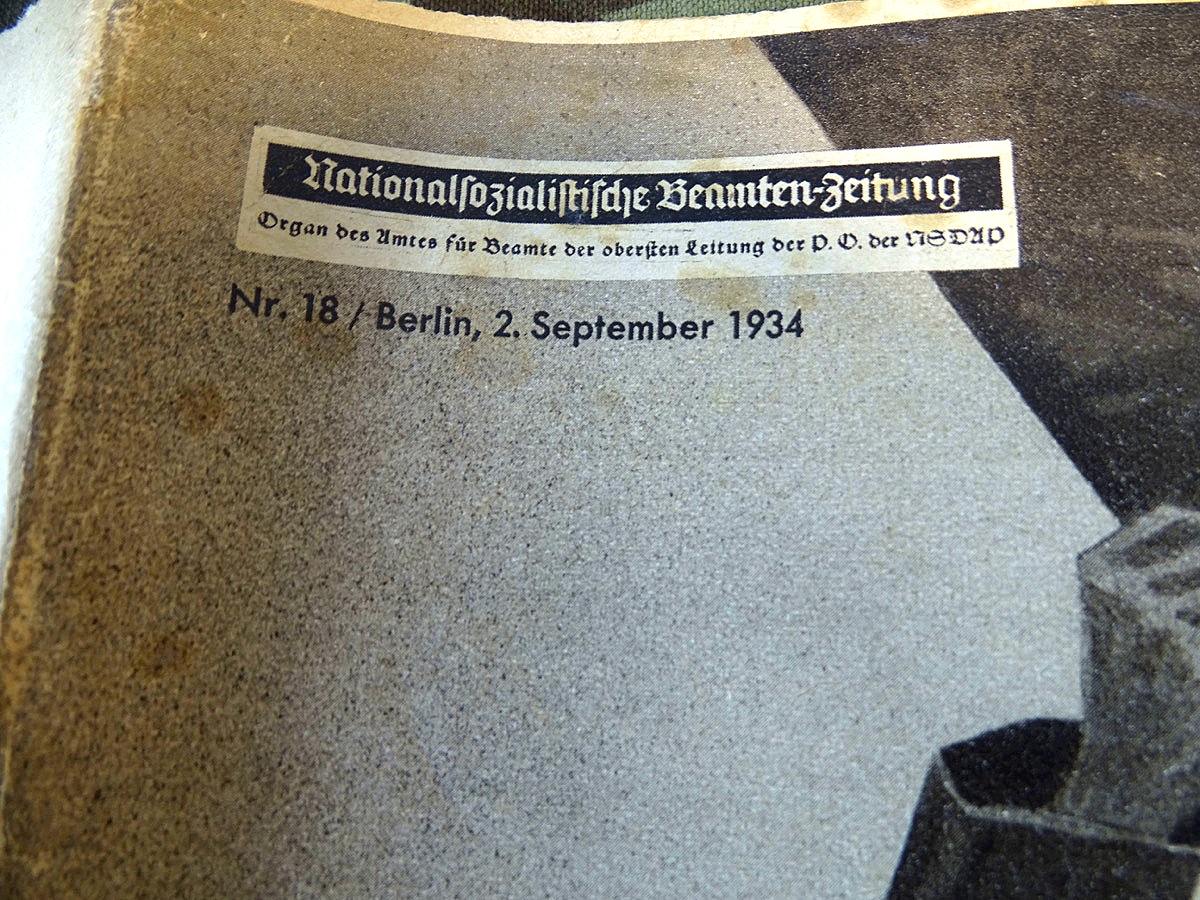 Nationalſozialiſtiſche Beamten-Zeitung
Organ des Amtes für Beamte der oberſten Leitung der P. O. der NSDAP
Nr. 18 / Berlin, 2. September 1934